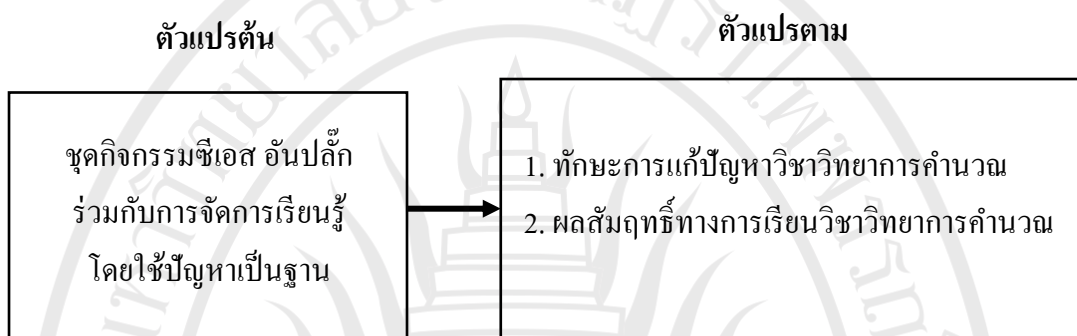 ตัวแปรต้น
ชุดกิจกรรมซีเอส อันปลั๊ก
ร่วมกับการจัดการเรียนรู้
โดยใช้ปัญหาเป็นฐาน
ตัวแปรตาม
1. ทักษะการแก้ปัญหาวิชาวิทยาการคำนวณ
2. ผลสัมฤทธิ์ทางการเรียนวิชาวิทยาการคำนวณ